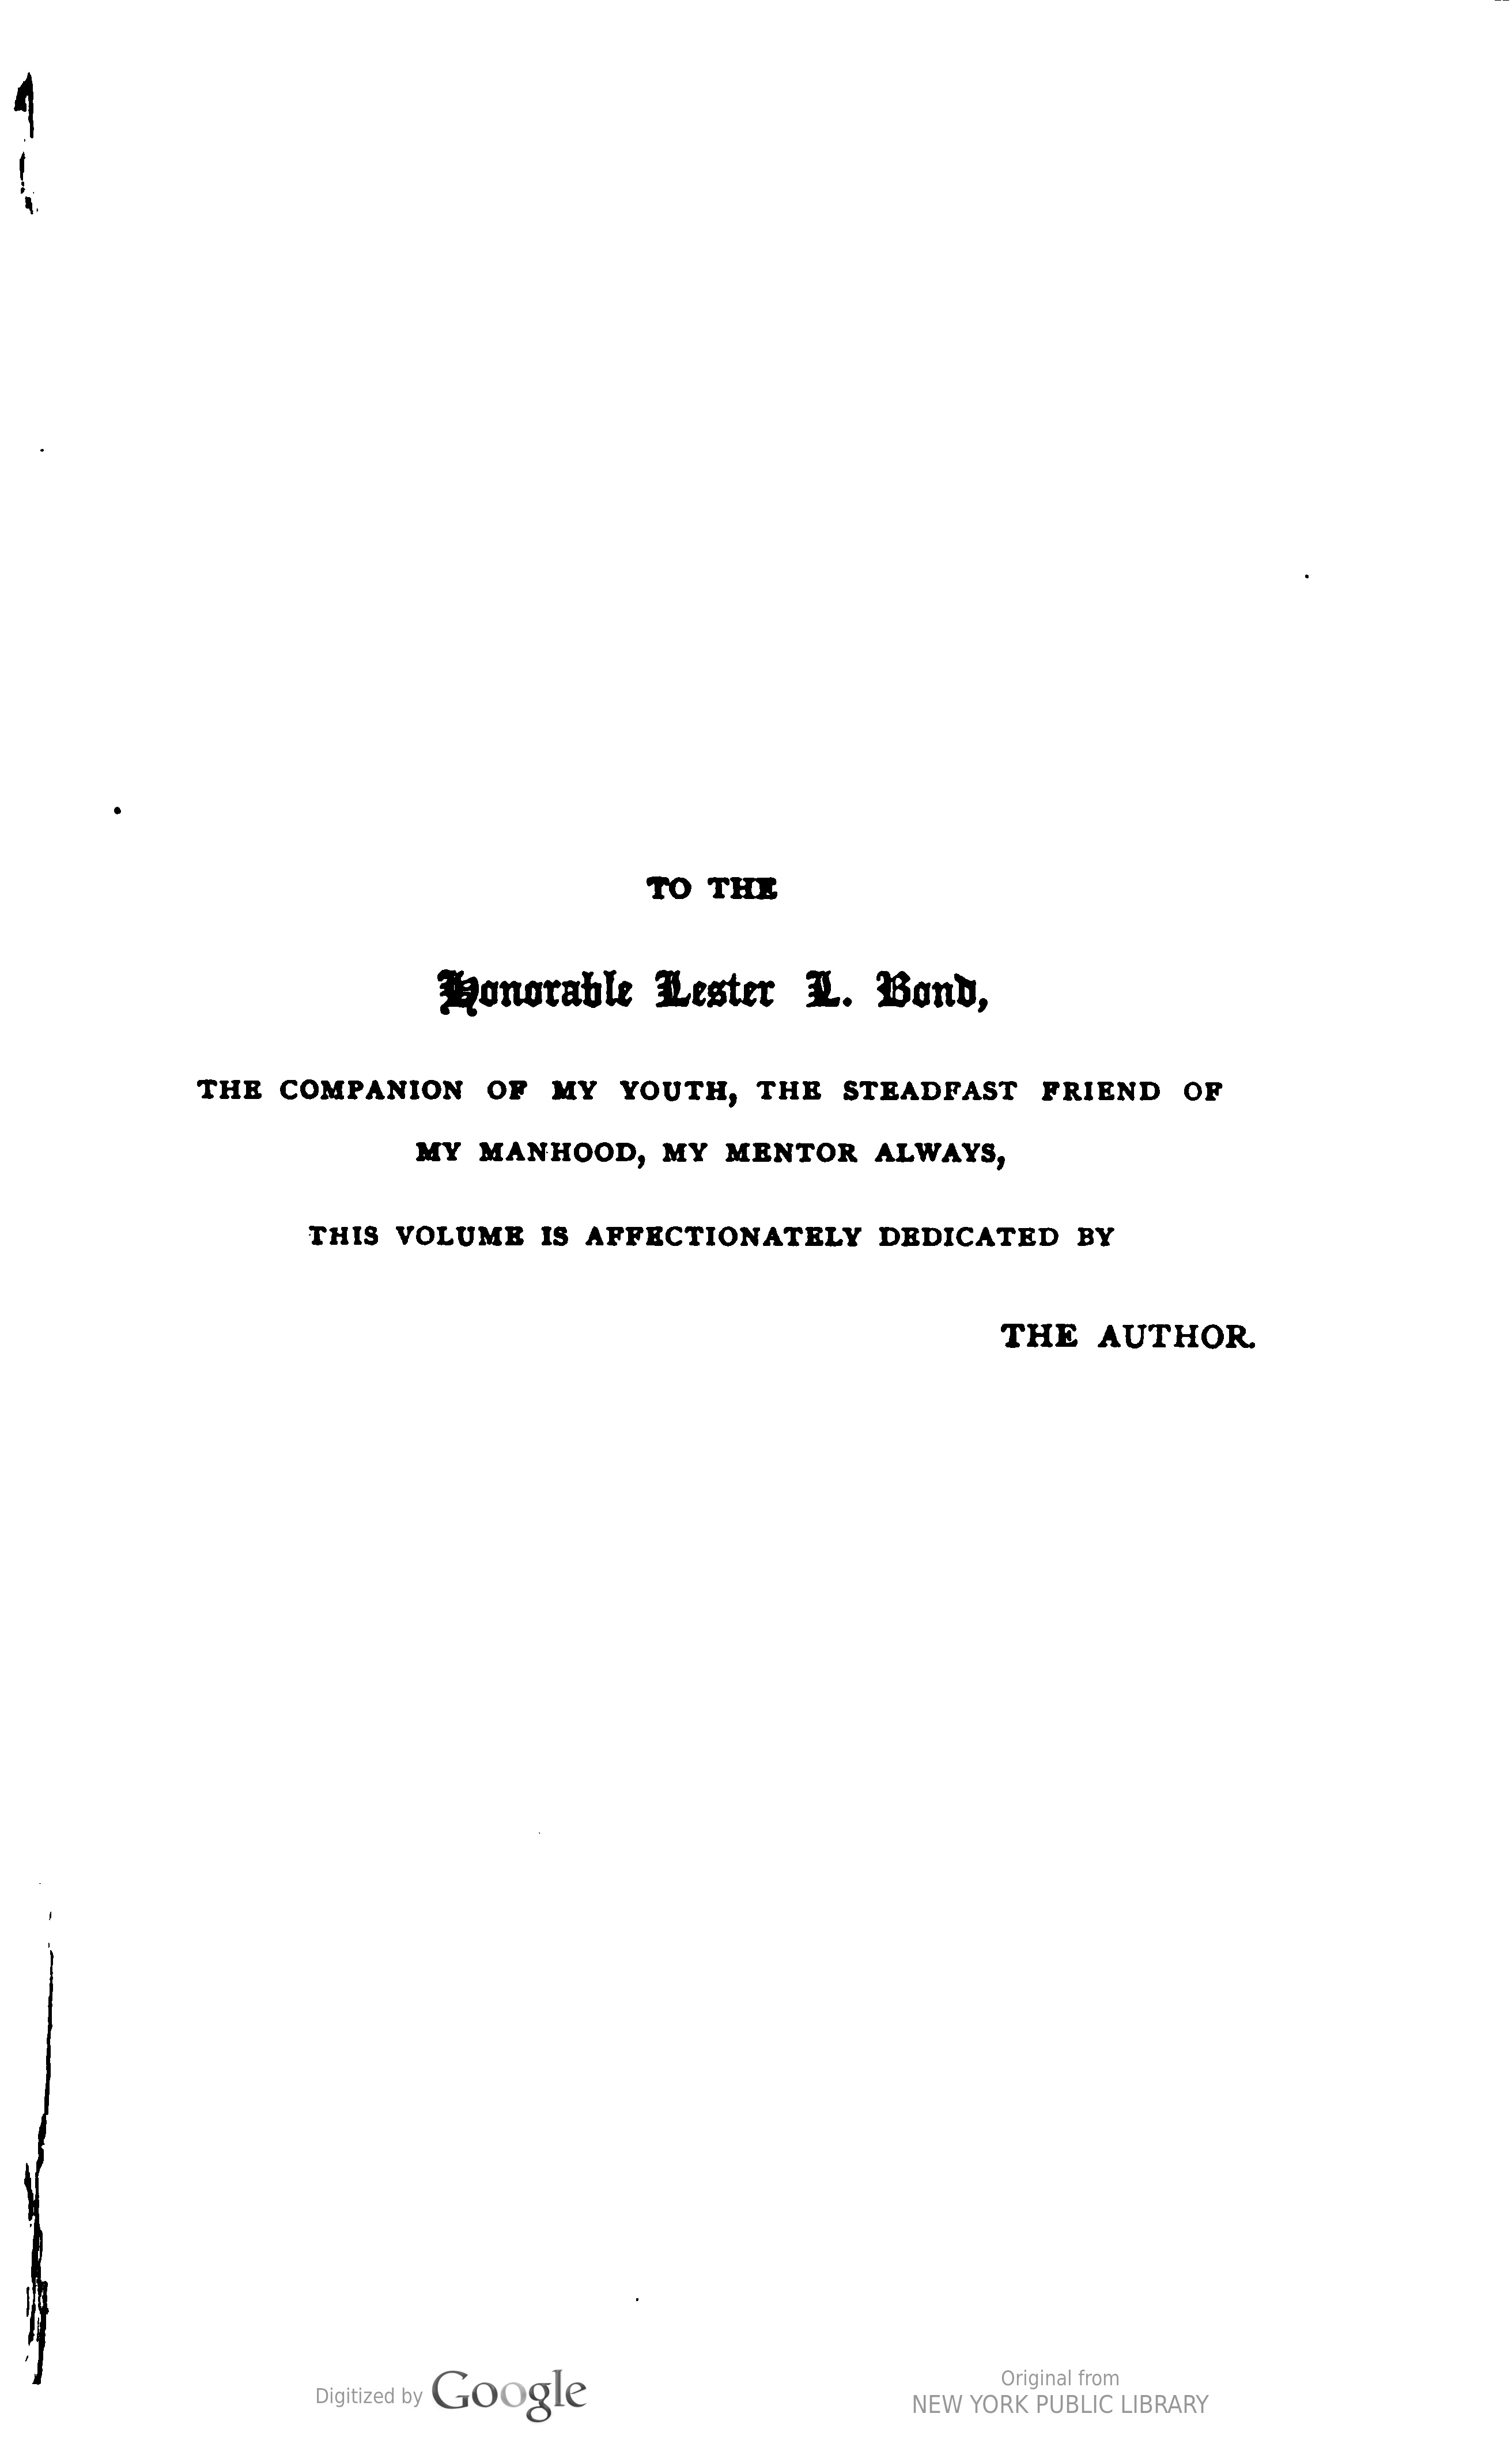 TO THE
Honorable Lester L. Bond,
THE COMPANION OF MY YOUTH, THE STEADFAST FRIEND OF
MY MANHOOD, MY MENTOR ALWAYS,
THIS VOLUME IS AFFECTIONATELY DEDICATED BY
THE AUTHOR.
Digitized by Google
Original from
NEW YORK PUBLIC LIBRARY